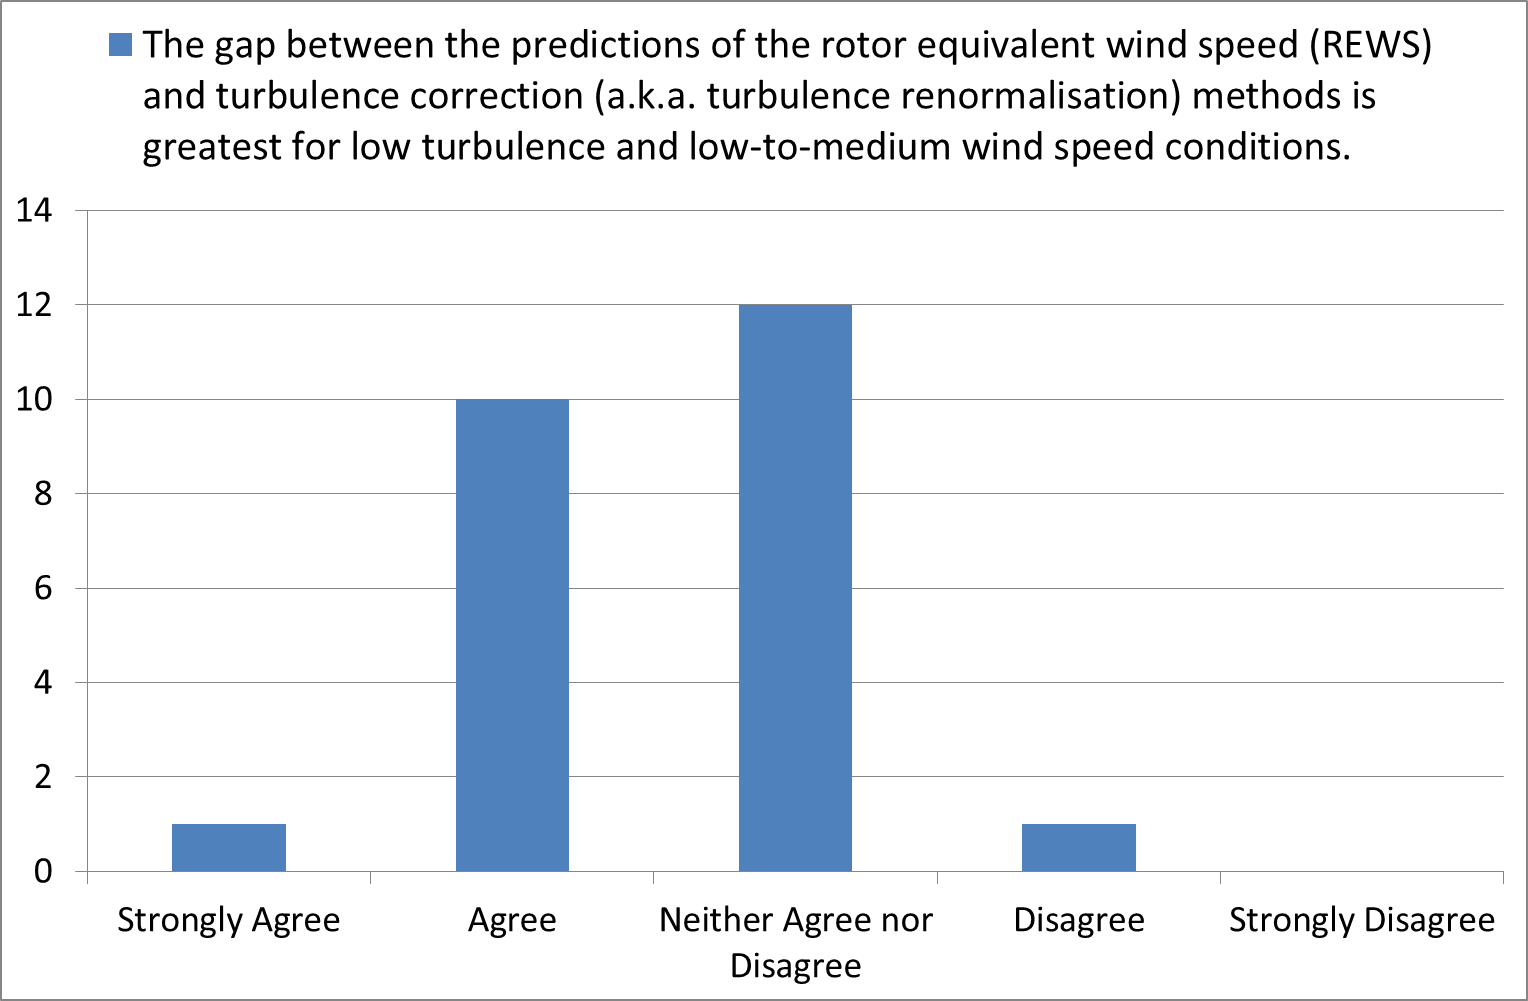 The gap between the predictions of the rotor equivalent wind speed (REWS)
and turbulence correction (a.k.a. turbulence renormalisation) methods is
greatest for low turbulence and low-to-medium wind speed conditions.
14
12
10
8
6
4
2
0
Strongly Agree
Agree
Neither Agree nor
Disagree
Disagree
Strongly Disagree